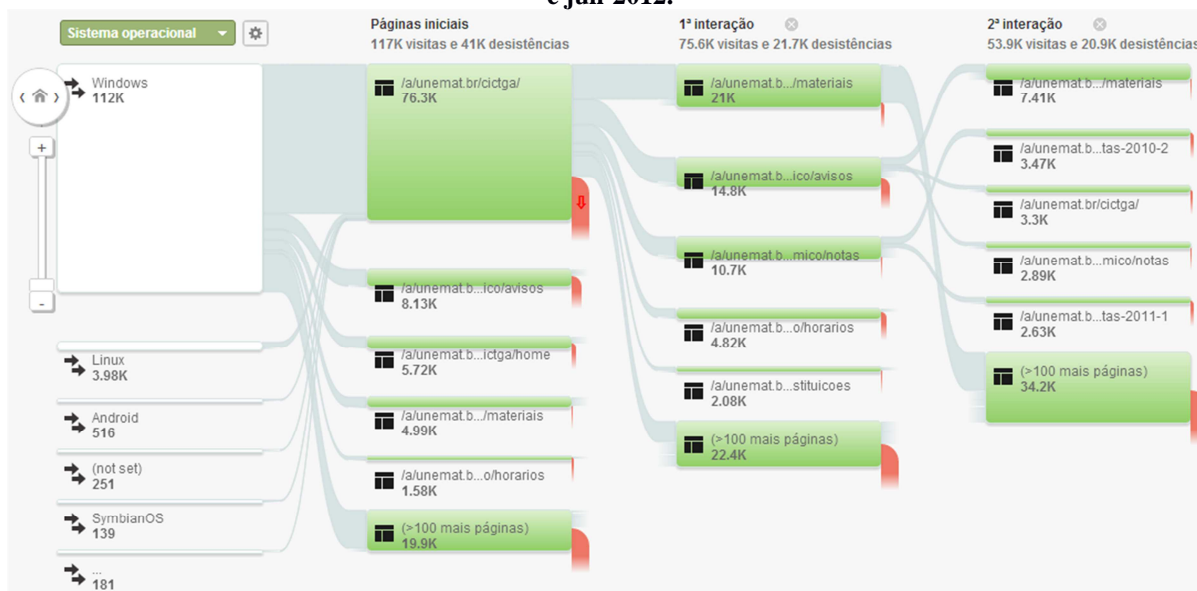 e jun 2012.
Sistema operacional
Páginas iniciais
117K visitas e 41K desistências
1ª interação
75.6K visitas e 21.7K desistências
2ª interação
53.9K visitas e 20.9K desistências
Windows
112K
Linux
3.98K
Android
516
(not set)
251
SymbianOS
139
...
181
/a/unemat.br/cictga/
76.3K
/a/unemat.b...ico/avisos
8.13K
/a/unemat.b...ictga/home
5.72K
/a/unemat.b.../materiais
4.99K
/a/unemat.b...o/horarios
1.58K
(>100 mais páginas)
19.9K
/a/unemat.b.../materiais
21K
/a/unemat.b...ico/avisos
14.8K
/a/unemat.b...mico/notas
10.7K
/a/unemat.b...o/horarios
4.82K
/a/unemat.b...stituicoes
2.08K
(>100 mais páginas)
22.4K
/a/unemat.b.../materiais
7.41K
/a/unemat.b...tas-2010-2
3.47K
/a/unemat.br/cictga/
3.3K
/a/unemat.b...mico/notas
2.89K
/a/unemat.b...tas-2011-1
2.63K
(>100 mais páginas)
34.2K